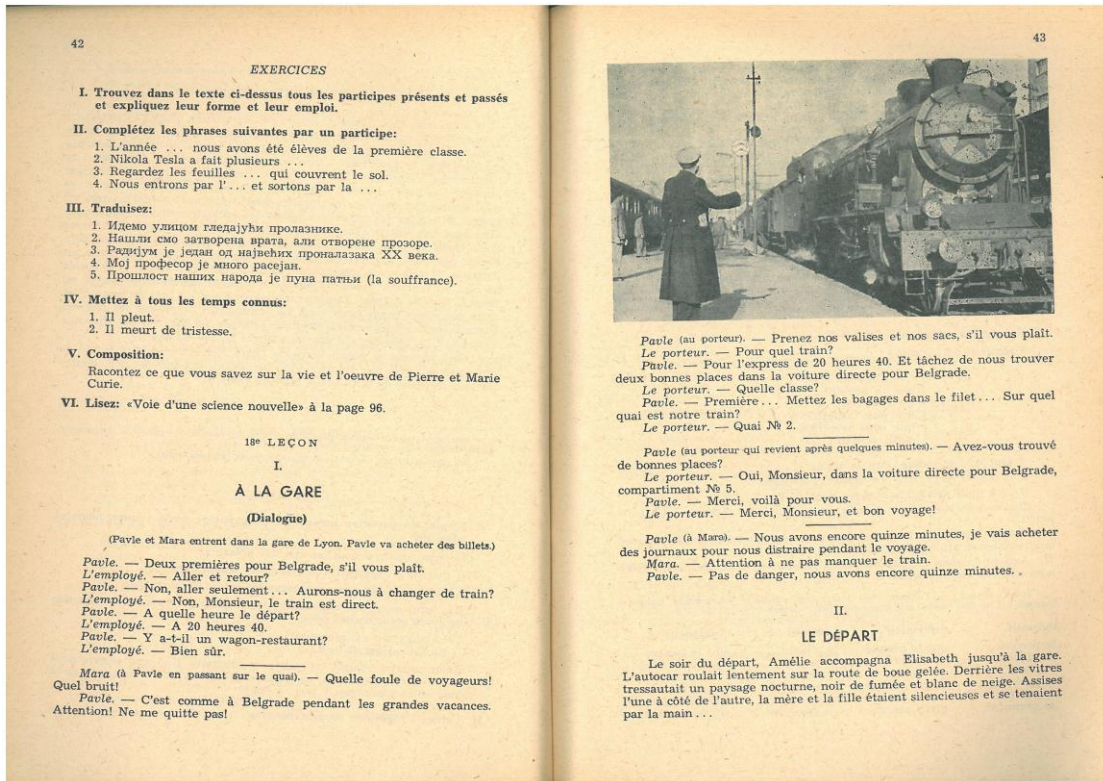 42
EXERCICES
I. Trouvez dans le texte ci-dessus tous les participes présents et passés
et expliquez leur forme et leur emploi.
II. Complétez les phrases suivantes par un participe:
1. L'année ... nous avons été élèves de la première classe.
2. Nikola Tesla a fait plusieurs ...
3. Regardez les feuilles ... qui couvrent le sol.
4. Nous entrons par l'... et sortons par la ...
III. Traduisez:
1. Идемо улицом гледајући пролазнике.
2. Нашли смо затворена врата, али отворене прозоре.
3. Радијум је један од највећих проналазака XX века.
4. Мој професор је много расејан.
5. Прошлост наших народа је пуна патњи (la souffrance).
IV. Mettez à tous les temps connus:
1. Il pleut.
2. Il meurt de tristesse.
V. Composition:
Racontez ce que vous savez sur la vie et l'oeuvre de Pierre et Marie
Curie.
VI. Lisez: «Voie d'une science nouvelle» à la page 96.
18e LEÇON
I.
À LA GARE
(Dialogue)
(Pavle et Mara entrent dans la gare de Lyon. Pavle va acheter des billets.)
Pavle. — Deux premières pour Belgrade, s'il vous plaît.
L'employé. — Aller et retour?
Pavle. — Non, aller seulement... Aurons-nous à changer de train?
L'employé. — Non, Monsieur, le train est direct.
Pavle. — A quelle heure le départ?
L'employé. — A 20 heures 40.
Pavle. — Y a-t-il un wagon-restaurant?
L'employé. — Bien sûr.
Mara (à Pavle en passant sur le quai). — Quelle foule de voyageurs!
Quel bruit!
Pavle. — C'est comme à Belgrade pendant les grandes vacances.
Attention! Ne me quitte pas!
43
Pavle (au porteur). — Prenez nos valises et nos sacs, s'il vous plaît.
Le porteur. — Pour quel train?
Pavle. — Pour l'express de 20 heures 40. Et tâchez de nous trouver
deux bonnes places dans la voiture directe pour Belgrade.
Le porteur. — Quelle classe?
Pavle. — Première... Mettez les bagages dans le filet... Sur quel
quai est notre train?
Le porteur. — Quai № 2.
Pavle (au porteur qui revient après quelques minutes). — Avez-vous trouvé
de bonnes places?
Le porteur. — Oui, Monsieur, dans la voiture directe pour Belgrade,
compartiment № 5.
Pavle. — Merci, voilà pour vous.
Le porteur. — Merci, Monsieur, et bon voyage!
Pavle (à Mara). — Nous avons encore quinze minutes, je vais acheter
des journaux pour nous distraire pendant le voyage.
Mara. — Attention à ne pas manquer le train.
Pavle. — Pas de danger, nous avons encore quinze minutes.
II.
LE DÉPART
Le soir du départ, Amélie accompagna Elisabeth jusqu'à la gare.
L'autocar roulait lentement sur la route de boue gelée. Derrière les vitres
tressautait un paysage nocturne, noir de fumée et blanc de neige. Assises
l'une à côté de l'autre, la mère et la fille étaient silencieuses et se tenaient
par la main...